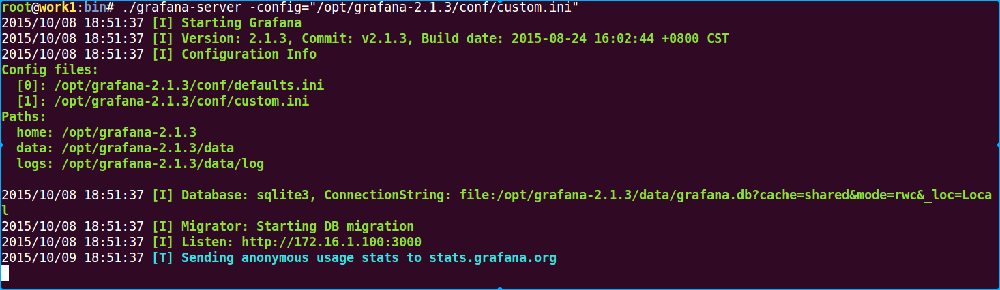 root@work1:bin# ./grafana-server -config="/opt/grafana-2.1.3/conf/custom.ini"
2015/10/08 18:51:37 [I] Starting Grafana
2015/10/08 18:51:37 [I] Version: 2.1.3, Commit: v2.1.3, Build date: 2015-08-24 16:02:44 +0800 CST
2015/10/08 18:51:37 [I] Configuration Info
Config files:
  [0]: /opt/grafana-2.1.3/conf/defaults.ini
  [1]: /opt/grafana-2.1.3/conf/custom.ini
Paths:
  home: /opt/grafana-2.1.3
  data: /opt/grafana-2.1.3/data
  logs: /opt/grafana-2.1.3/data/log
2015/10/08 18:51:37 [I] Database: sqlite3, ConnectionString: file:/opt/grafana-2.1.3/data/grafana.db?cache=shared&mode=rwc&_loc=Loca
l
2015/10/08 18:51:37 [I] Migrator: Starting DB migration
2015/10/08 18:51:37 [I] Listen: http://172.16.1.100:3000
2015/10/09 18:51:37 [T] Sending anonymous usage stats to stats.grafana.org